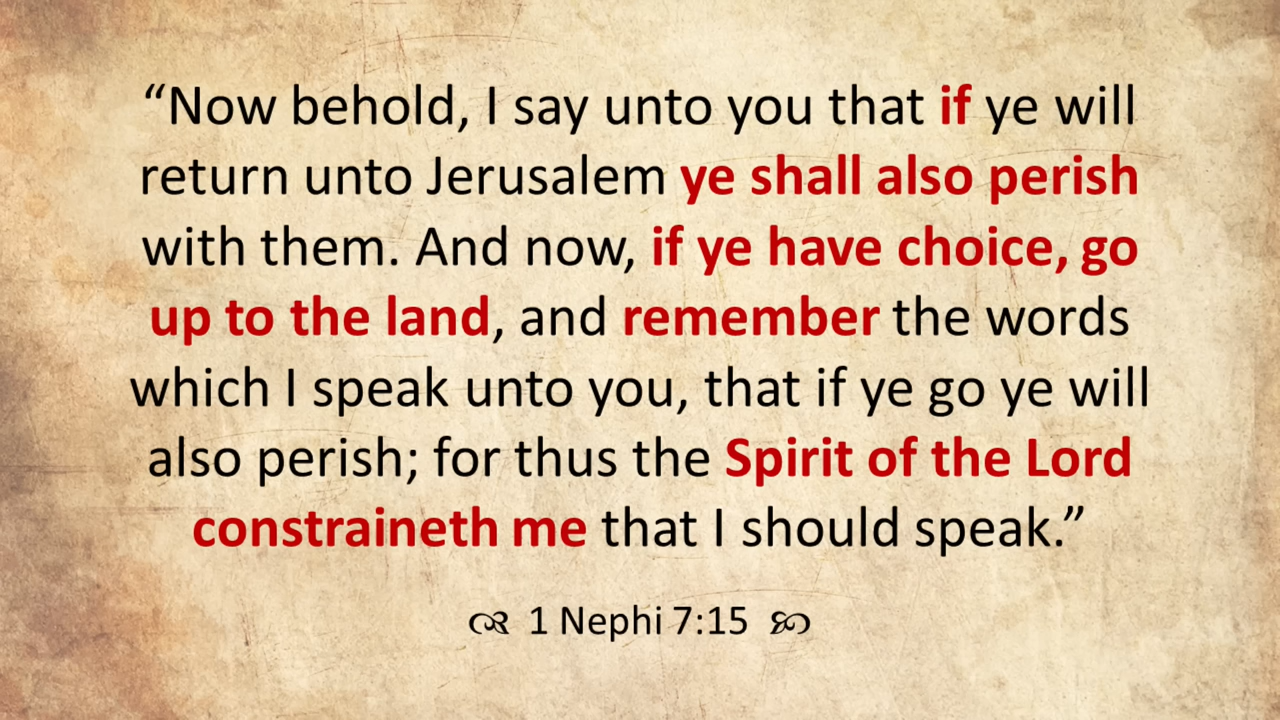 “Now behold, I say unto you that if ye will
return unto Jerusalem ye shall also perish
with them. And now, if ye have choice, go
up to the land, and remember the words
which I speak unto you, that if ye go ye will
also perish; for thus the Spirit of the Lord
constraineth me that I should speak.”
1 Nephi 7:15